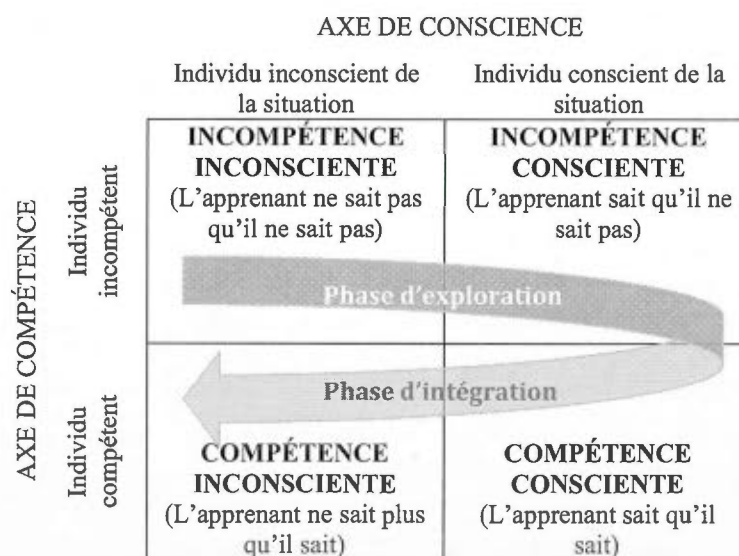 AXE DE CONSCIENCE
Individu inconscient de
la situation
Individu conscient de la
situation
AXE DE COMPÉTENCE
Individu
incompétent
INCOMPÉTENCE
INCONSCIENTE
(L'apprenant ne sait pas
qu'il ne sait pas)
INCOMPÉTENCE
CONSCIENTE
(L'apprenant sait qu'il ne
sait pas)
Phase d'exploration
Phase d'intégration
Individu
compétent
COMPÉTENCE
INCONSCIENTE
(L'apprenant ne sait plus
qu'il sait)
COMPÉTENCE
CONSCIENTE
(L'apprenant sait qu'il
sait)